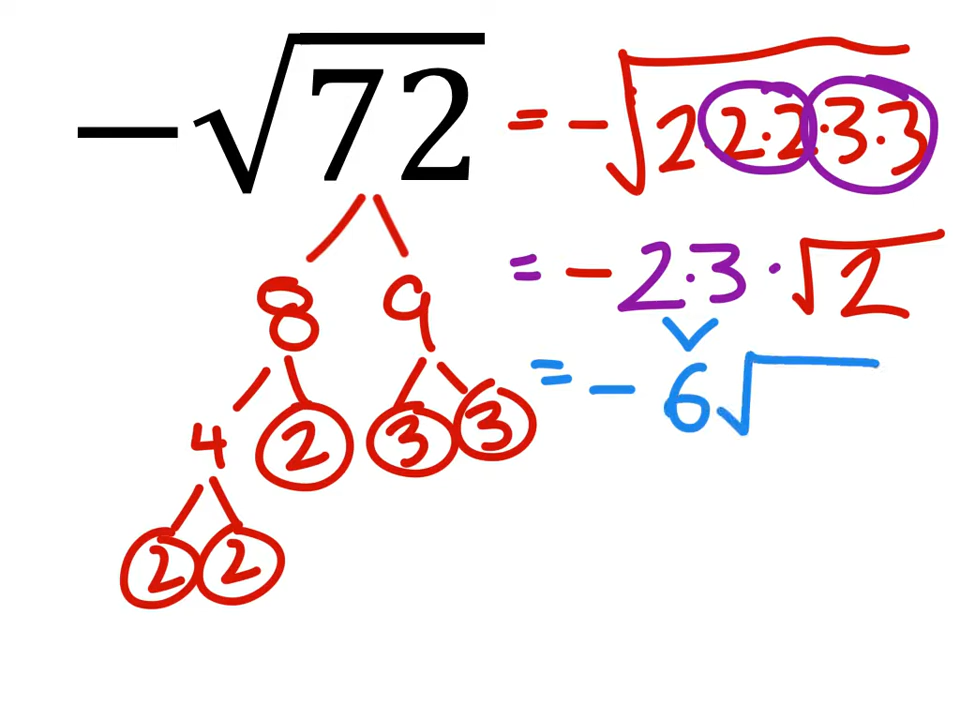 −√72 = −√2 2·2·3·3
= −2·3·√2
= −6√
8 9
4 2 3 3
2 2